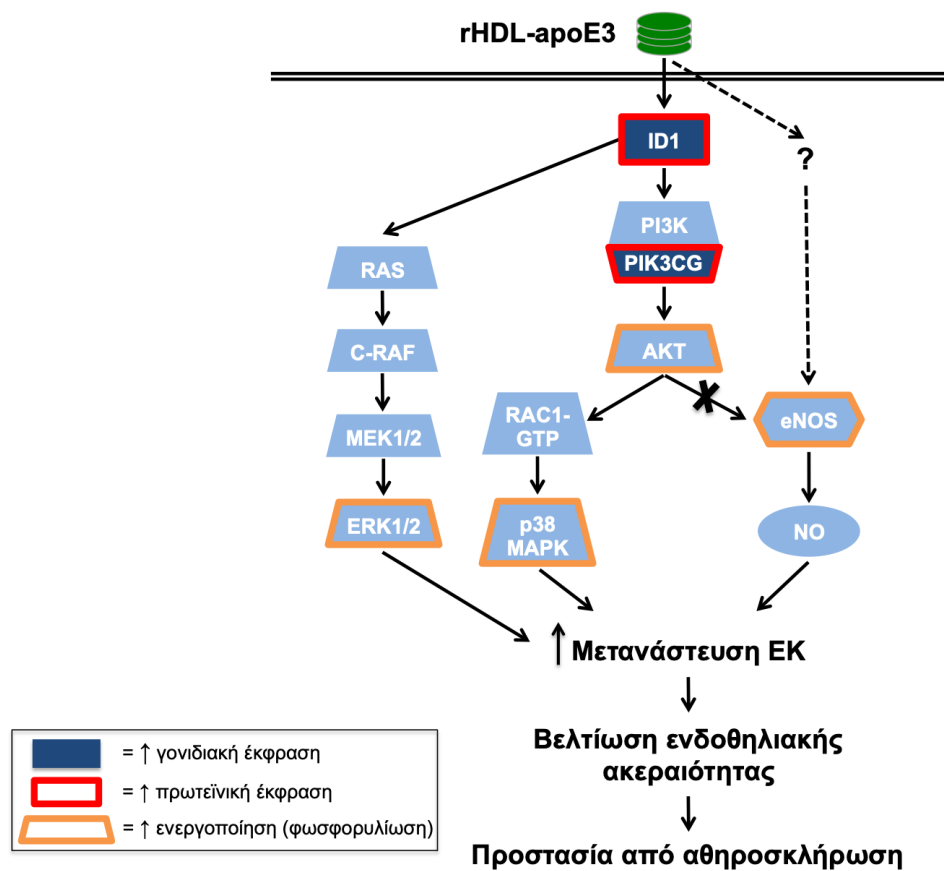 rHDL-apoE3
ID1
?
PI3K
PIK3CG
RAS
AKT
C-RAF
RAC1-
GTP
eNOS
MEK1/2
ERK1/2
p38
MAPK
NO
↑ Μετανάστευση ΕΚ
Βελτίωση ενδοθηλιακής
ακεραιότητας
Προστασία από αθηροσκλήρωση
= ↑ γονιδιακή έκφραση
= ↑ πρωτεϊνική έκφραση
= ↑ ενεργοποίηση (φωσφορυλίωση)